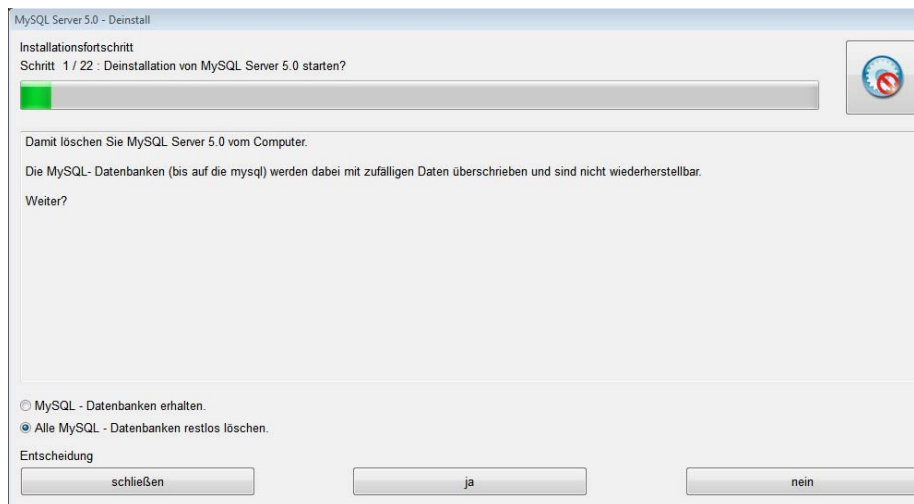 MySQL Server 5.0 - Deinstall
Installationsfortschritt
Schritt 1 / 22 : Deinstallation von MySQL Server 5.0 starten?
Damit löschen Sie MySQL Server 5.0 vom Computer.
Die MySQL- Datenbanken (bis auf die mysql) werden dabei mit zufälligen Daten überschrieben und sind nicht wiederherstellbar.
Weiter?
MySQL - Datenbanken erhalten.
Alle MySQL - Datenbanken restlos löschen.
Entscheidung
schließen ja nein